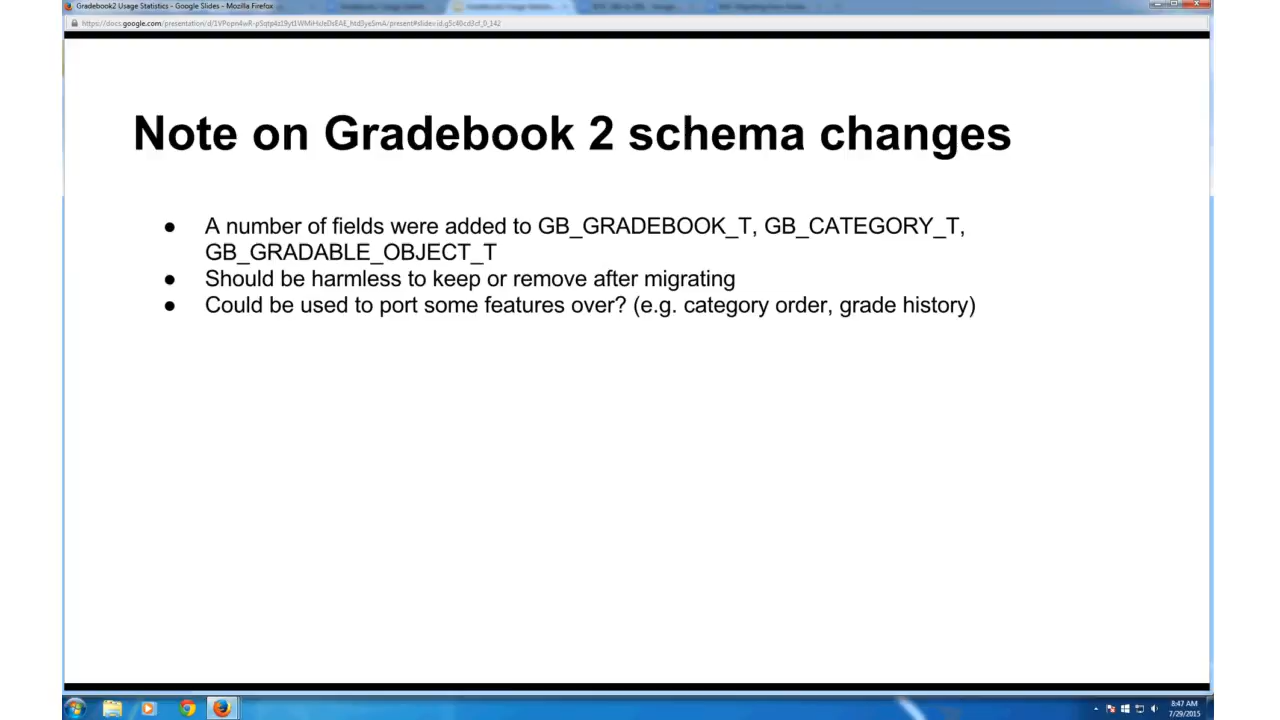 Gradebook2 Usage Statistics - Google Slides - Mozilla Firefox
Note on Gradebook 2 schema changes
● A number of fields were added to GB_GRADEBOOK_T, GB_CATEGORY_T,
GB_GRADABLE_OBJECT_T
● Should be harmless to keep or remove after migrating
● Could be used to port some features over? (e.g. category order, grade history)
8:47 AM
7/29/2015